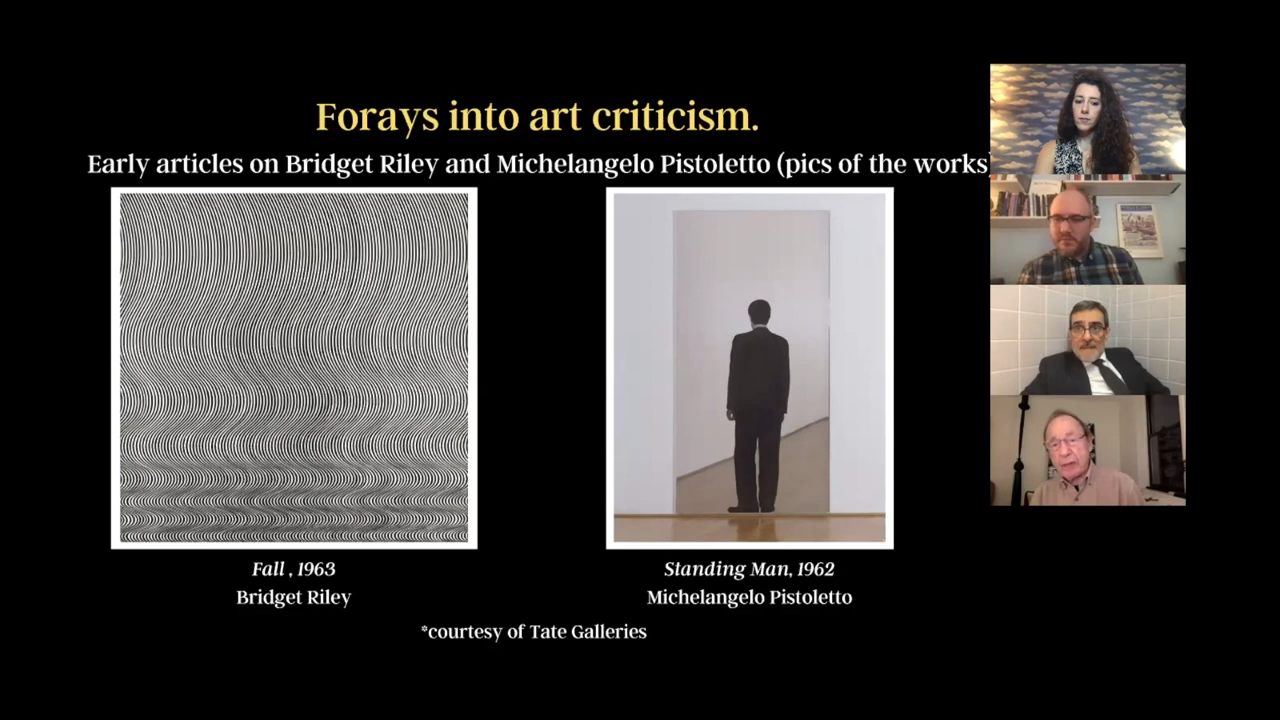 Forays into art criticism.
Early articles on Bridget Riley and Michelangelo Pistoletto (pics of the works
Fall , 1963
Bridget Riley
Standing Man, 1962
Michelangelo Pistoletto
*courtesy of Tate Galleries